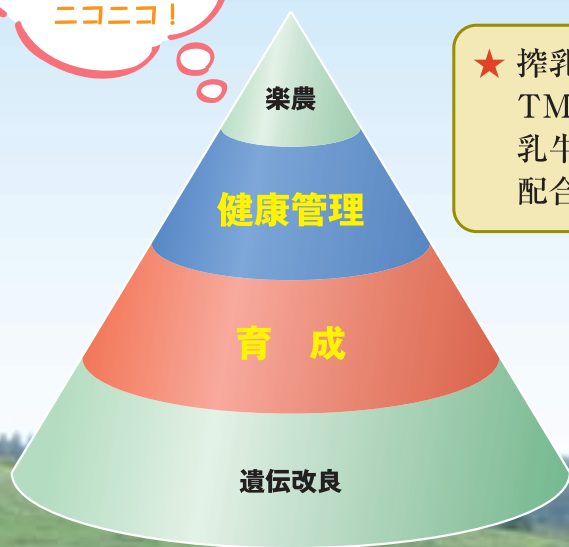 ニコニコ！
楽農
健康管理
育 成
遺伝改良
★ 搾乳
TM
乳牛
配合